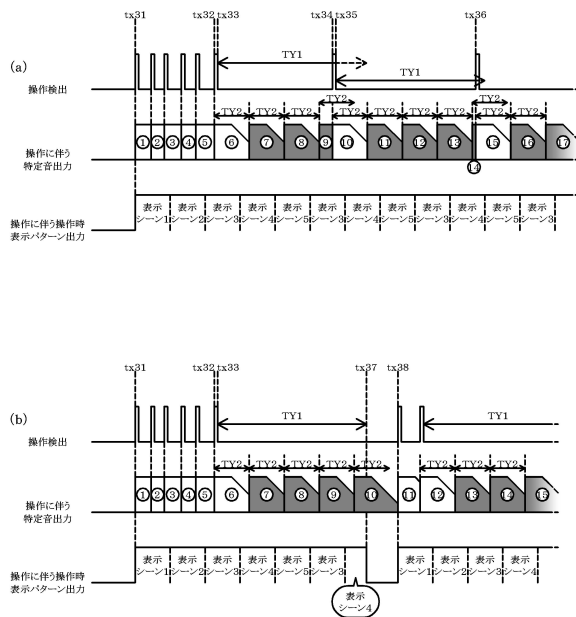 tx31 tx32 tx33 tx34 tx35 tx36
(a)
TY1
TY1
操作検出
TY2
TY2 TY2 TY2 TY2 TY2 TY2 TY2 TY2
操作に伴う
特定音出力
① ② ③ ④ ⑤ ⑥ ⑦ ⑧ ⑨ ⑩ ⑪ ⑫ ⑬ ⑮ ⑯ ⑰
⑭
表示 表示 表示 表示 表示 表示 表示 表示 表示 表示 表示 表示
シーン1 シーン2 シーン3 シーン4 シーン5 シーン3 シーン4 シーン5 シーン3 シーン4 シーン5 シーン3
操作に伴う操作時
表示パターン出力
tx31 tx32 tx33 tx37 tx38
(b)
TY1 TY1
操作検出
TY2 TY2 TY2 TY2 TY2 TY2 TY2 TY2
操作に伴う
特定音出力
① ② ③ ④ ⑤ ⑥ ⑦ ⑧ ⑨ ⑩ ⑪ ⑫ ⑬ ⑭ ⑮
表示 表示 表示 表示 表示 表示 表示 表示 表示 表示
シーン1 シーン2 シーン3 シーン4 シーン5 シーン3 シーン1 シーン2 シーン3 シーン4
操作に伴う操作時
表示パターン出力
表示
シーン4